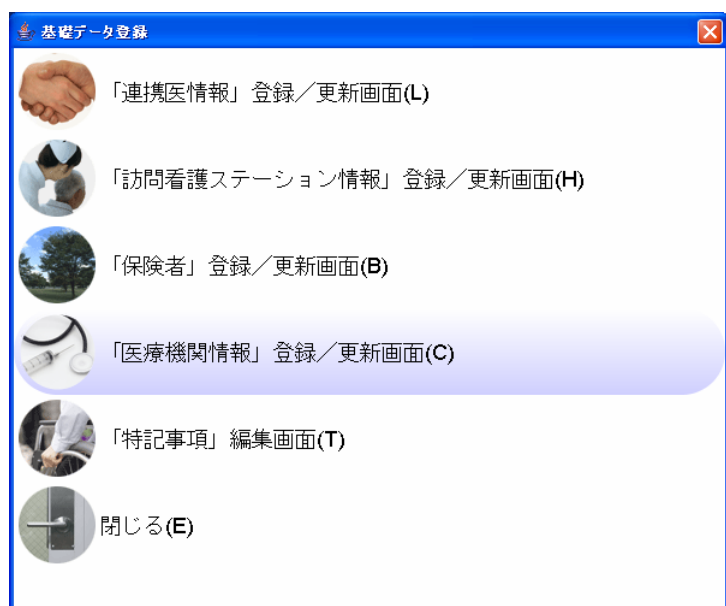 基礎データ登録
「連携医情報」登録／更新画面(L)
「訪問看護ステーション情報」登録／更新画面(H)
「保険者」登録／更新画面(B)
「医療機関情報」登録／更新画面(C)
「特記事項」編集画面(T)
閉じる(E)